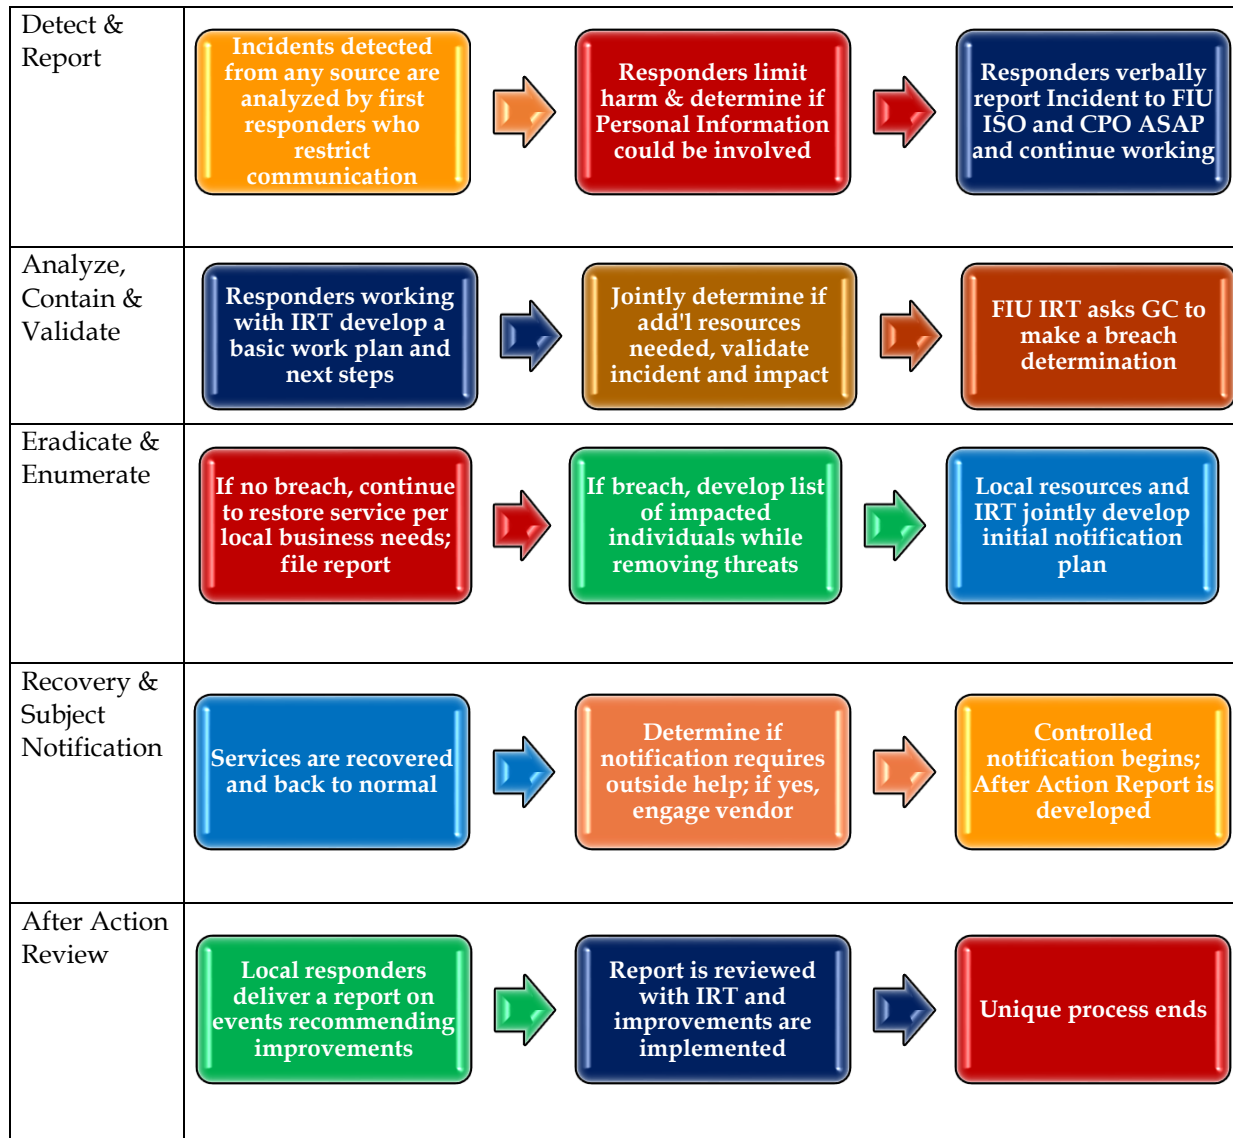 Detect &
Report
Incidents detected
from any source are
analyzed by first
responders who
restrict
communication
Responders limit
harm & determine if
Personal Information
could be involved
Responders verbally
report Incident to FIU
ISO and CPO ASAP
and continue working
Analyze,
Contain &
Validate
Responders working
with IRT develop a
basic work plan and
next steps
Jointly determine if
add'l resources
needed, validate
incident and impact
FIU IRT asks GC to
make a breach
determination
Eradicate &
Enumerate
If no breach, continue
to restore service per
local business needs;
file report
If breach, develop list
of impacted
individuals while
removing threats
Local resources and
IRT jointly develop
initial notification
plan
Recovery &
Subject
Notification
Services are recovered
and back to normal
Determine if
notification requires
outside help; if yes,
engage vendor
Controlled
notification begins;
After Action Report is
developed
After Action
Review
Local responders
deliver a report on
events recommending
improvements
Report is reviewed
with IRT and
improvements are
implemented
Unique process ends